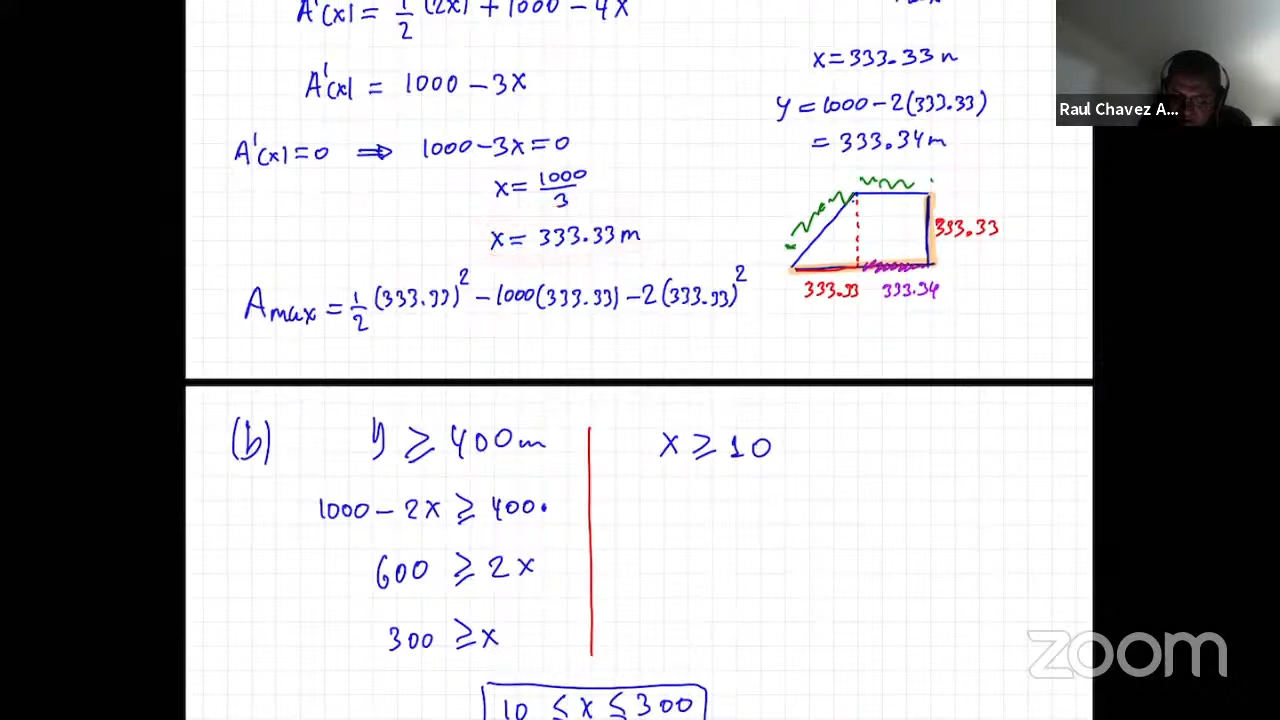 A'(x) = 1/2 (2x) + 1000 - 4x
A'(x) = 1000 - 3x
A'(x) = 0 ⇒ 1000 - 3x = 0
x = 1000/3
x = 333.33 m
A max = 1/2 (333.33)² - 1000(333.33) - 2(333.33)²
x = 333.33 m
y = 1000 - 2(333.33)
= 333.34 m
333.33
333.33 333.34
Raul Chavez A...
(b) y ≥ 400 m
1000 - 2x ≥ 400.
600 ≥ 2x
300 ≥ x
x ≥ 10
10 ≤ x ≤ 300
zoom